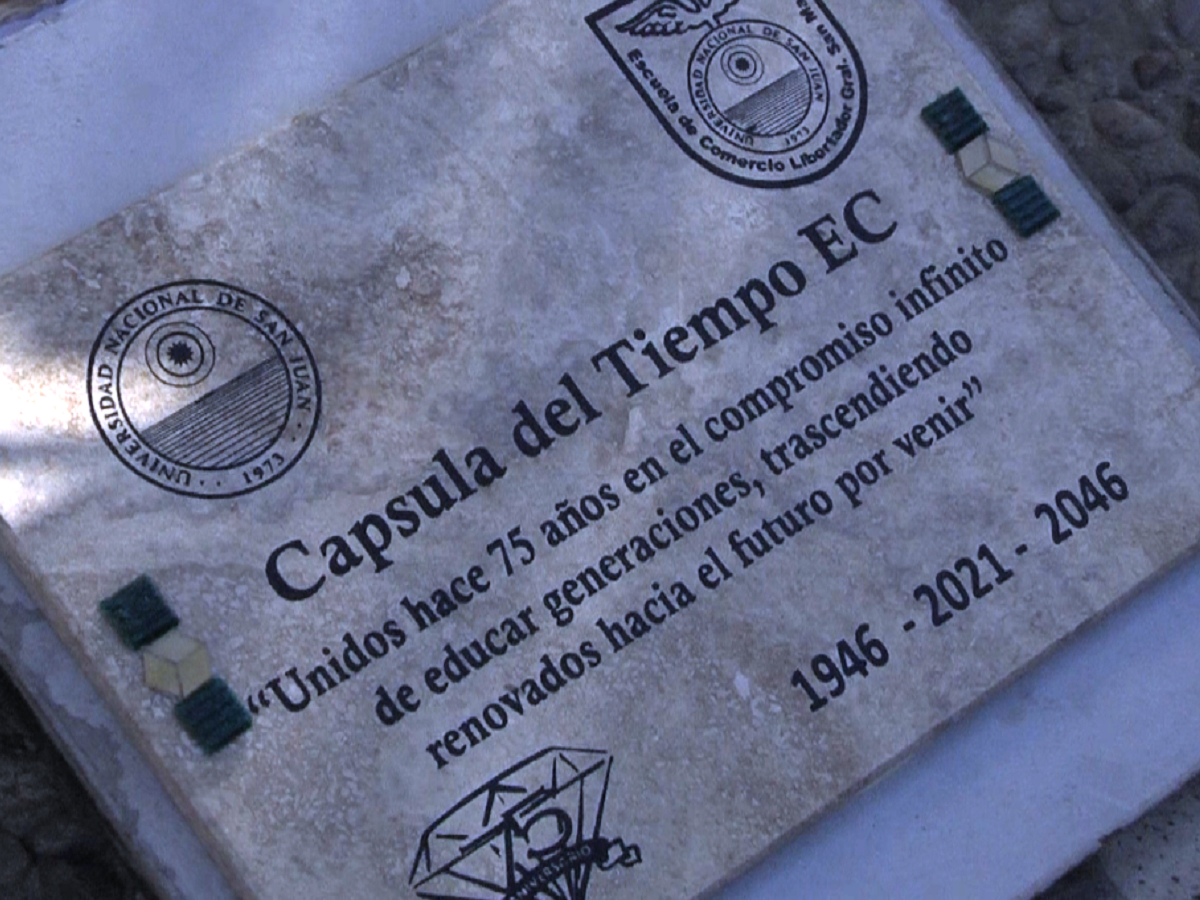 Escuela de Comercio Libertador Gral. San
UNIVERSIDAD NACIONAL DE SAN JUAN
1973
UNIVERSIDAD NACIONAL DE SAN JUAN
1973
Capsula del Tiempo EC
“Unidos hace 75 años en el compromiso infinito
de educar generaciones, trascendiendo
renovados hacia el futuro por venir”
1946 - 2021 - 2046